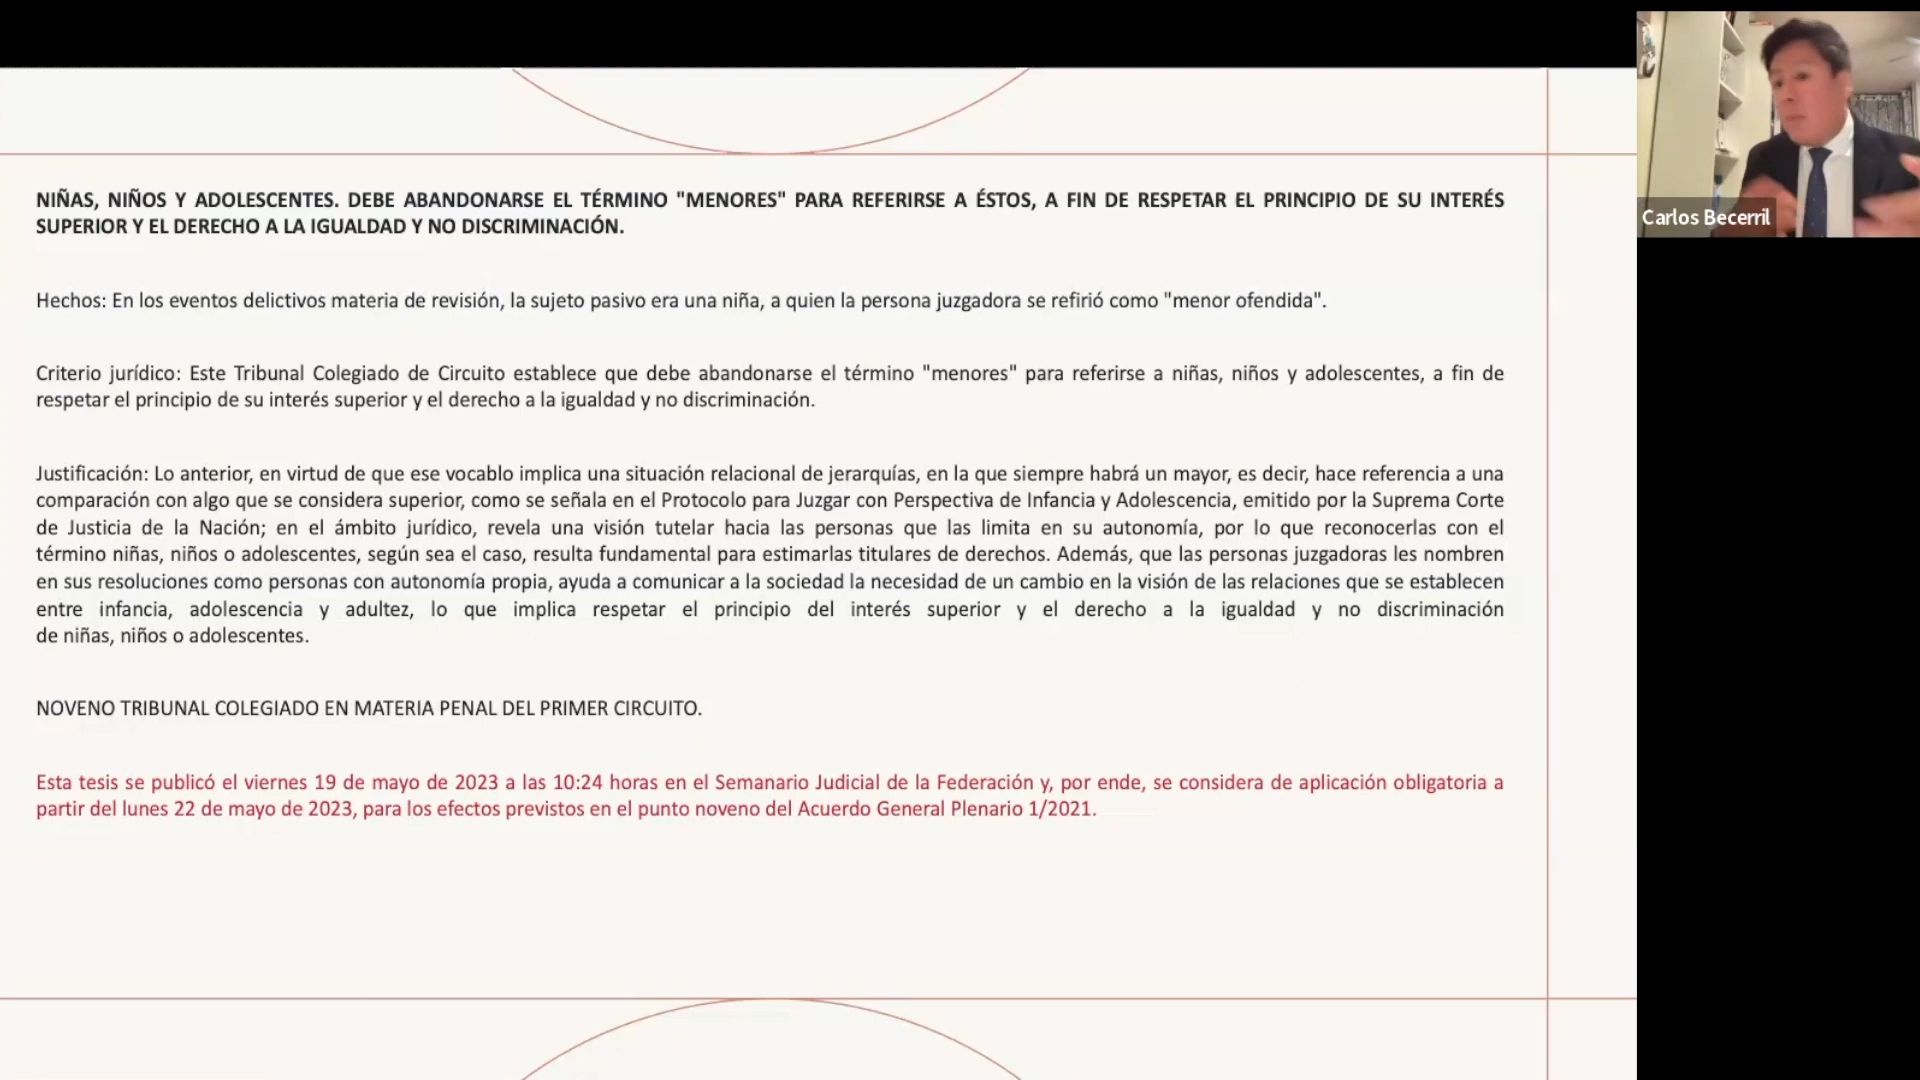 NIÑAS, NIÑOS Y ADOLESCENTES. DEBE ABANDONARSE EL TÉRMINO "MENORES" PARA REFERIRSE A ÉSTOS, A FIN DE RESPETAR EL PRINCIPIO DE SU INTERÉS
SUPERIOR Y EL DERECHO A LA IGUALDAD Y NO DISCRIMINACIÓN.
Hechos: En los eventos delictivos materia de revisión, la sujeto pasivo era una niña, a quien la persona juzgadora se refirió como "menor ofendida".
Criterio jurídico: Este Tribunal Colegiado de Circuito establece que debe abandonarse el término "menores" para referirse a niñas, niños y adolescentes, a fin de
respetar el principio de su interés superior y el derecho a la igualdad y no discriminación.
Justificación: Lo anterior, en virtud de que ese vocablo implica una situación relacional de jerarquías, en la que siempre habrá un mayor, es decir, hace referencia a una
comparación con algo que se considera superior, como se señala en el Protocolo para Juzgar con Perspectiva de Infancia y Adolescencia, emitido por la Suprema Corte
de Justicia de la Nación; en el ámbito jurídico, revela una visión tutelar hacia las personas que las limita en su autonomía, por lo que reconocerlas con el
término niñas, niños o adolescentes, según sea el caso, resulta fundamental para estimarlas titulares de derechos. Además, que las personas juzgadoras les nombren
en sus resoluciones como personas con autonomía propia, ayuda a comunicar a la sociedad la necesidad de un cambio en la visión de las relaciones que se establecen
entre infancia, adolescencia y adultez, lo que implica respetar el principio del interés superior y el derecho a la igualdad y no discriminación
de niñas, niños o adolescentes.
NOVENO TRIBUNAL COLEGIADO EN MATERIA PENAL DEL PRIMER CIRCUITO.
Esta tesis se publicó el viernes 19 de mayo de 2023 a las 10:24 horas en el Semanario Judicial de la Federación y, por ende, se considera de aplicación obligatoria a
partir del lunes 22 de mayo de 2023, para los efectos previstos en el punto noveno del Acuerdo General Plenario 1/2021.
Carlos Becerril